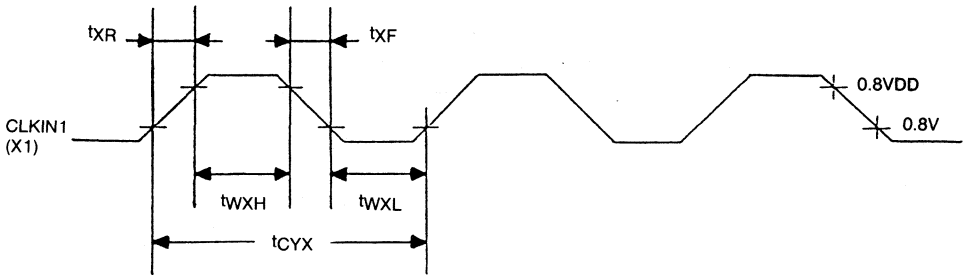 tXR
tXF
CLKIN1
(X1)
0.8VDD
0.8V
tWXH
tWXL
tCYX